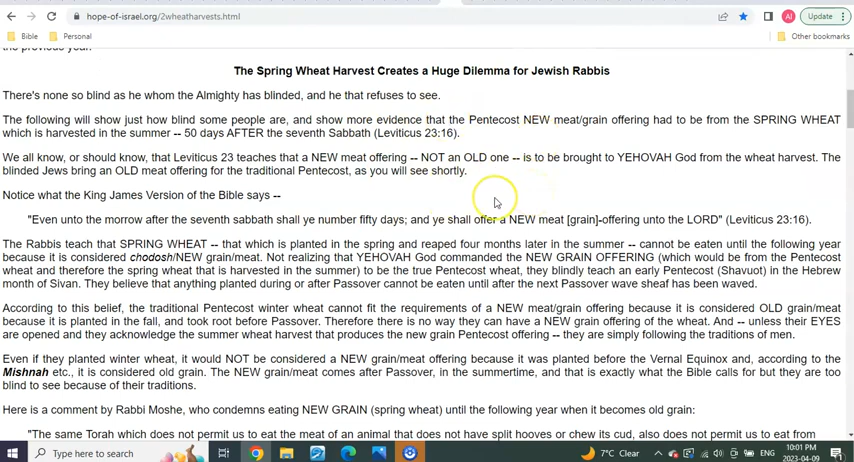 hope-of-israel.org/2wheatharvests.html
AI
Update
Bible
Personal
Other bookmarks
the previous year.
The Spring Wheat Harvest Creates a Huge Dilemma for Jewish Rabbis
There's none so blind as he whom the Almighty has blinded, and he that refuses to see.
The following will show just how blind some people are, and show more evidence that the Pentecost NEW meat/grain offering had to be from the SPRING WHEAT
which is harvested in the summer -- 50 days AFTER the seventh Sabbath (Leviticus 23:16).
We all know, or should know, that Leviticus 23 teaches that a NEW meat offering -- NOT an OLD one -- is to be brought to YEHOVAH God from the wheat harvest. The
blinded Jews bring an OLD meat offering for the traditional Pentecost, as you will see shortly.
Notice what the King James Version of the Bible says --
"Even unto the morrow after the seventh sabbath shall ye number fifty days; and ye shall offer a NEW meat [grain]-offering unto the LORD" (Leviticus 23:16).
The Rabbis teach that SPRING WHEAT -- that which is planted in the spring and reaped four months later in the summer -- cannot be eaten until the following year
because it is considered chodosh/NEW grain/meat. Not realizing that YEHOVAH God commanded the NEW GRAIN OFFERING (which would be from the Pentecost
wheat and therefore the spring wheat that is harvested in the summer) to be the true Pentecost wheat, they blindly teach an early Pentecost (Shavuot) in the Hebrew
month of Sivan. They believe that anything planted during or after Passover cannot be eaten until after the next Passover wave sheaf has been waved.
According to this belief, the traditional Pentecost winter wheat cannot fit the requirements of a NEW meat/grain offering because it is considered OLD grain/meat
because it is planted in the fall, and took root before Passover. Therefore there is no way they can have a NEW grain offering of the wheat. And -- unless their EYES
are opened and they acknowledge the summer wheat harvest that produces the new grain Pentecost offering -- they are simply following the traditions of men.
Even if they planted winter wheat, it would NOT be considered a NEW grain/meat offering because it was planted before the Vernal Equinox and, according to the
Mishnah etc., it is considered old grain. The NEW grain/meat comes after Passover, in the summertime, and that is exactly what the Bible calls for but they are too
blind to see because of their traditions.
Here is a comment by Rabbi Moshe, who condemns eating NEW GRAIN (spring wheat) until the following year when it becomes old grain:
"The same Torah which does not permit us to eat the meat of an animal that does not have split hooves or chew its cud, also does not permit us to eat from
Type here to search
7°C Clear
ENG
10:01 PM
2023-04-09